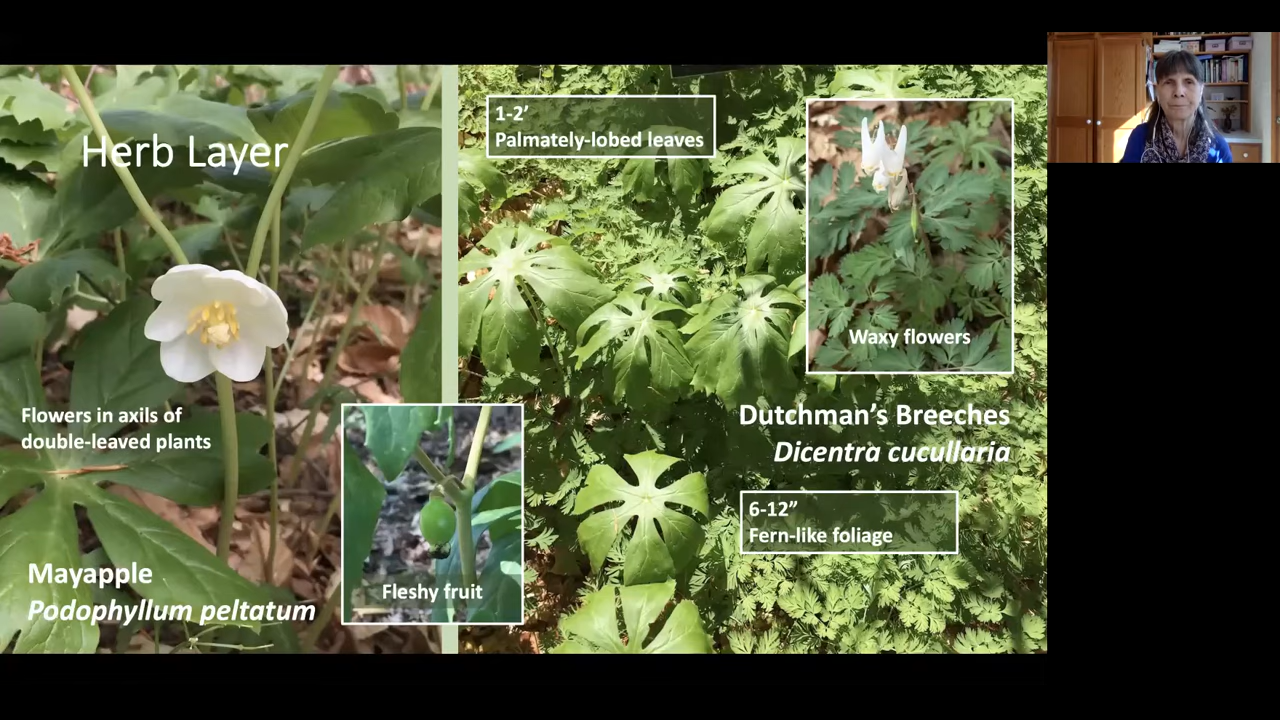 Herb Layer
Flowers in axils of
double-leaved plants
Mayapple
Podophyllum peltatum
Fleshy fruit
1-2’
Palmately-lobed leaves
Waxy flowers
Dutchman’s Breeches
Dicentra cucullaria
6-12”
Fern-like foliage